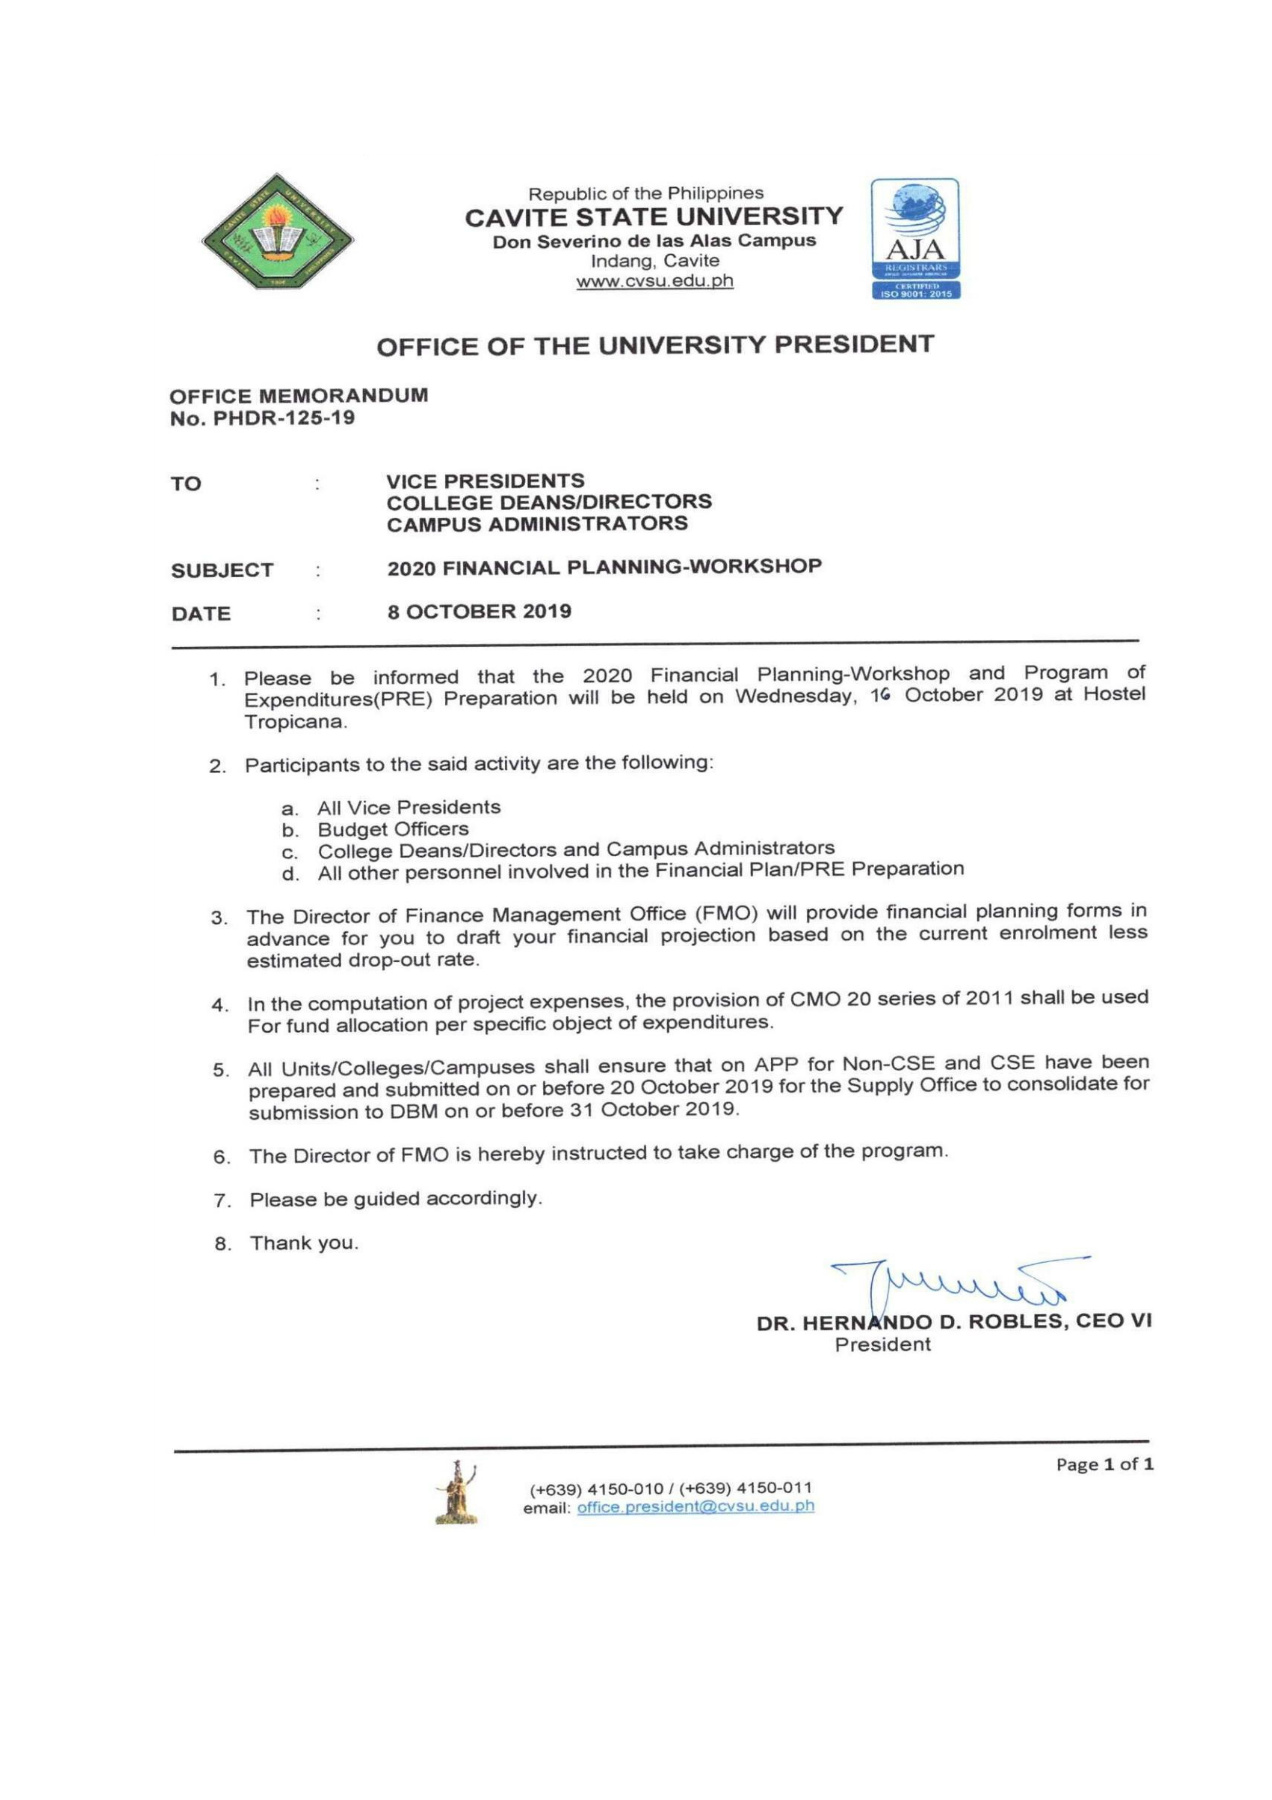 Republic of the Philippines
CAVITE STATE UNIVERSITY
Don Severino de las Alas Campus
Indang, Cavite
www.cvsu.edu.ph
CAVITE STATE UNIVERSITY
CAVITE PHILIPPINES
1906
AJA
REGISTRARS
CERTIFIED
ISO 9001: 2015
OFFICE OF THE UNIVERSITY PRESIDENT
OFFICE MEMORANDUM
No. PHDR-125-19
TO : VICE PRESIDENTS
COLLEGE DEANS/DIRECTORS
CAMPUS ADMINISTRATORS
SUBJECT : 2020 FINANCIAL PLANNING-WORKSHOP
DATE : 8 OCTOBER 2019
1. Please be informed that the 2020 Financial Planning-Workshop and Program of
Expenditures(PRE) Preparation will be held on Wednesday, 16 October 2019 at Hostel
Tropicana.
2. Participants to the said activity are the following:
a. All Vice Presidents
b. Budget Officers
c. College Deans/Directors and Campus Administrators
d. All other personnel involved in the Financial Plan/PRE Preparation
3. The Director of Finance Management Office (FMO) will provide financial planning forms in
advance for you to draft your financial projection based on the current enrolment less
estimated drop-out rate.
4. In the computation of project expenses, the provision of CMO 20 series of 2011 shall be used
For fund allocation per specific object of expenditures.
5. All Units/Colleges/Campuses shall ensure that on APP for Non-CSE and CSE have been
prepared and submitted on or before 20 October 2019 for the Supply Office to consolidate for
submission to DBM on or before 31 October 2019.
6. The Director of FMO is hereby instructed to take charge of the program.
7. Please be guided accordingly.
8. Thank you.
DR. HERNANDO D. ROBLES, CEO VI
President
Page 1 of 1
(+639) 4150-010 / (+639) 4150-011
email: office.president@cvsu.edu.ph